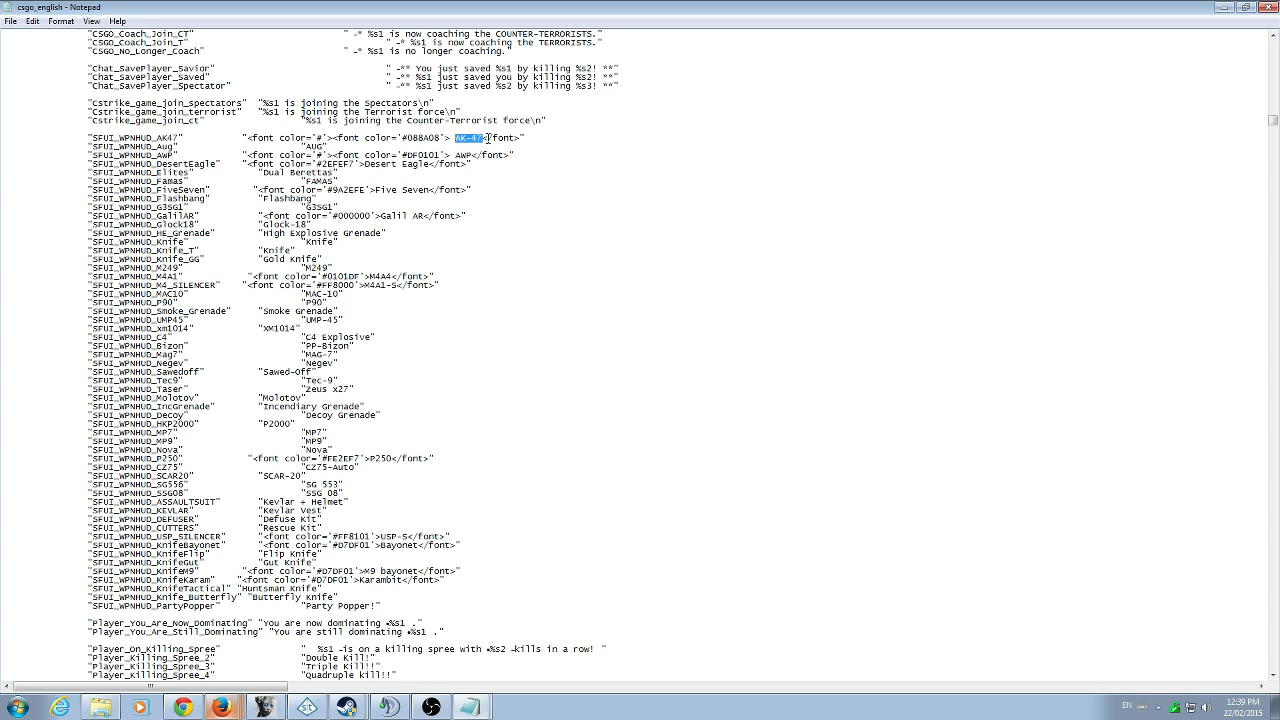 csgo_english - Notepad
File Edit Format View Help
"CSGO_Coach_Join_CT" " -* %s1 is now coaching the COUNTER-TERRORISTS."
"CSGO_Coach_Join_T" " -* %s1 is now coaching the TERRORISTS."
"CSGO_No_Longer_Coach" " -* %s1 is no longer coaching."
"Chat_SavePlayer_Savior" " -** You just saved %s1 by killing %s2! **"
"Chat_SavePlayer_Saved" " -** %s1 just saved you by killing %s2! **"
"Chat_SavePlayer_Spectator" " -** %s1 just saved %s2 by killing %s3! **"
"Cstrike_game_join_spectators" "%s1 is joining the Spectators\n"
"Cstrike_game_join_terrorist" "%s1 is joining the Terrorist force\n"
"Cstrike_game_join_ct" "%s1 is joining the Counter-Terrorist force\n"
"SFUI_WPNHUD_AK47" "<font color='#'><font color='#088A08'> AK-47</font>"
"SFUI_WPNHUD_Aug" "AUG"
"SFUI_WPNHUD_AWP" "<font color='#'><font color='#DF0101'> AWP</font>"
"SFUI_WPNHUD_DesertEagle" "<font color='#2EFEF7'>Desert Eagle</font>"
"SFUI_WPNHUD_Elites" "Dual Berettas"
"SFUI_WPNHUD_Famas" "FAMAS"
"SFUI_WPNHUD_FiveSeven" "<font color='#9A2EFE'>Five Seven</font>"
"SFUI_WPNHUD_Flashbang" "Flashbang"
"SFUI_WPNHUD_G3SG1" "G3SG1"
"SFUI_WPNHUD_GalilAR" "<font color='#000000'>Galil AR</font>"
"SFUI_WPNHUD_Glock18" "Glock-18"
"SFUI_WPNHUD_HE_Grenade" "High Explosive Grenade"
"SFUI_WPNHUD_Knife" "Knife"
"SFUI_WPNHUD_Knife_T" "Knife"
"SFUI_WPNHUD_Knife_GG" "Gold Knife"
"SFUI_WPNHUD_M249" "M249"
"SFUI_WPNHUD_M4A1" "<font color='#0101DF'>M4A4</font>"
"SFUI_WPNHUD_M4_SILENCER" "<font color='#FF8000'>M4A1-S</font>"
"SFUI_WPNHUD_MAC10" "MAC-10"
"SFUI_WPNHUD_P90" "P90"
"SFUI_WPNHUD_Smoke_Grenade" "Smoke Grenade"
"SFUI_WPNHUD_UMP45" "UMP-45"
"SFUI_WPNHUD_xm1014" "XM1014"
"SFUI_WPNHUD_C4" "C4 Explosive"
"SFUI_WPNHUD_Bizon" "PP-Bizon"
"SFUI_WPNHUD_Mag7" "MAG-7"
"SFUI_WPNHUD_Negev" "Negev"
"SFUI_WPNHUD_Sawedoff" "Sawed-Off"
"SFUI_WPNHUD_Tec9" "Tec-9"
"SFUI_WPNHUD_Taser" "Zeus x27"
"SFUI_WPNHUD_Molotov" "Molotov"
"SFUI_WPNHUD_IncGrenade" "Incendiary Grenade"
"SFUI_WPNHUD_Decoy" "Decoy Grenade"
"SFUI_WPNHUD_HKP2000" "P2000"
"SFUI_WPNHUD_MP7" "MP7"
"SFUI_WPNHUD_MP9" "MP9"
"SFUI_WPNHUD_Nova" "Nova"
"SFUI_WPNHUD_P250" "<font color='#FE2EF7'>P250</font>"
"SFUI_WPNHUD_CZ75" "CZ75-Auto"
"SFUI_WPNHUD_SCAR20" "SCAR-20"
"SFUI_WPNHUD_SG556" "SG 553"
"SFUI_WPNHUD_SSG08" "SSG 08"
"SFUI_WPNHUD_ASSAULTSUIT" "Kevlar + Helmet"
"SFUI_WPNHUD_KEVLAR" "Kevlar Vest"
"SFUI_WPNHUD_DEFUSER" "Defuse Kit"
"SFUI_WPNHUD_CUTTERS" "Rescue Kit"
"SFUI_WPNHUD_USP_SILENCER" "<font color='#FF8101'>USP-S</font>"
"SFUI_WPNHUD_KnifeBayonet" "<font color='#D7DF01'>Bayonet</font>"
"SFUI_WPNHUD_KnifeFlip" "Flip Knife"
"SFUI_WPNHUD_KnifeGut" "Gut Knife"
"SFUI_WPNHUD_KnifeM9" "<font color='#D7DF01'>M9 bayonet</font>"
"SFUI_WPNHUD_KnifeKaram" "<font color='#D7DF01'>Karambit</font>"
"SFUI_WPNHUD_KnifeTactical" "Huntsman Knife"
"SFUI_WPNHUD_Knife_Butterfly" "Butterfly Knife"
"SFUI_WPNHUD_PartyPopper" "Party Popper!"
"Player_You_Are_Now_Dominating" "You are now dominating •%s1 ."
"Player_You_Are_Still_Dominating" "You are still dominating •%s1 ."
"Player_On_Killing_Spree" " %s1 -is on a killing spree with •%s2 -kills in a row! "
"Player_Killing_Spree_2" "Double Kill!"
"Player_Killing_Spree_3" "Triple Kill!!"
"Player_Killing_Spree_4" "Quadruple kill!!"
EN 12:39 PM
22/02/2015